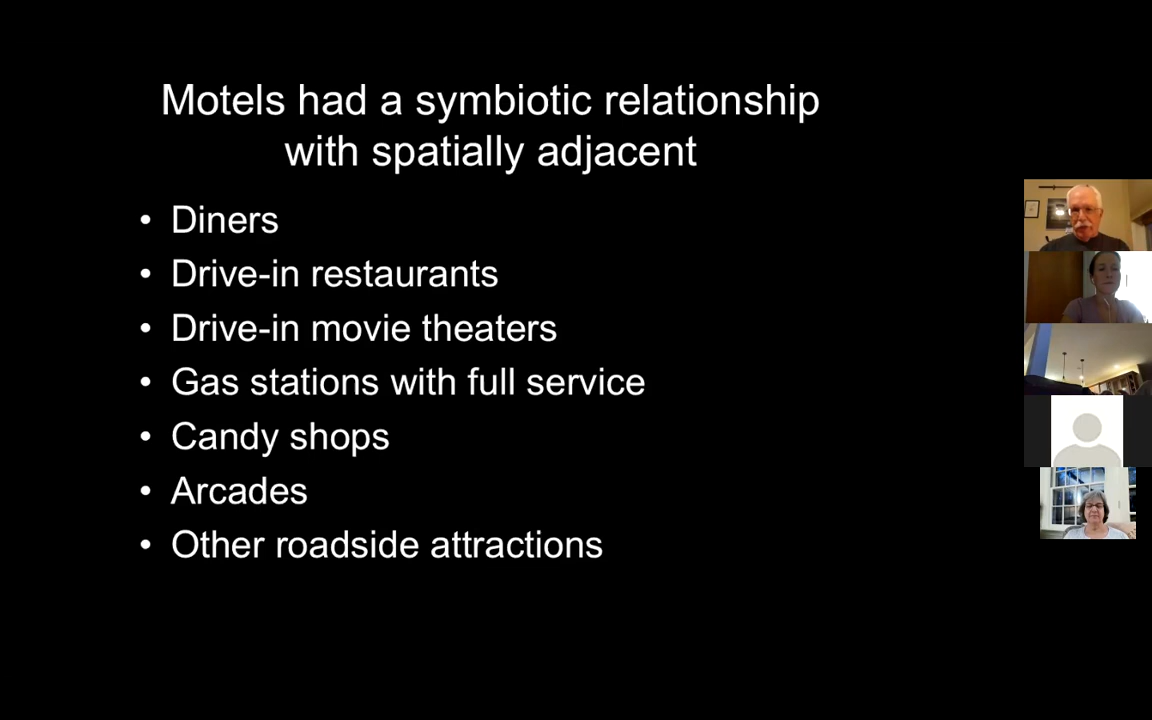 Motels had a symbiotic relationship
with spatially adjacent
• Diners
• Drive-in restaurants
• Drive-in movie theaters
• Gas stations with full service
• Candy shops
• Arcades
• Other roadside attractions